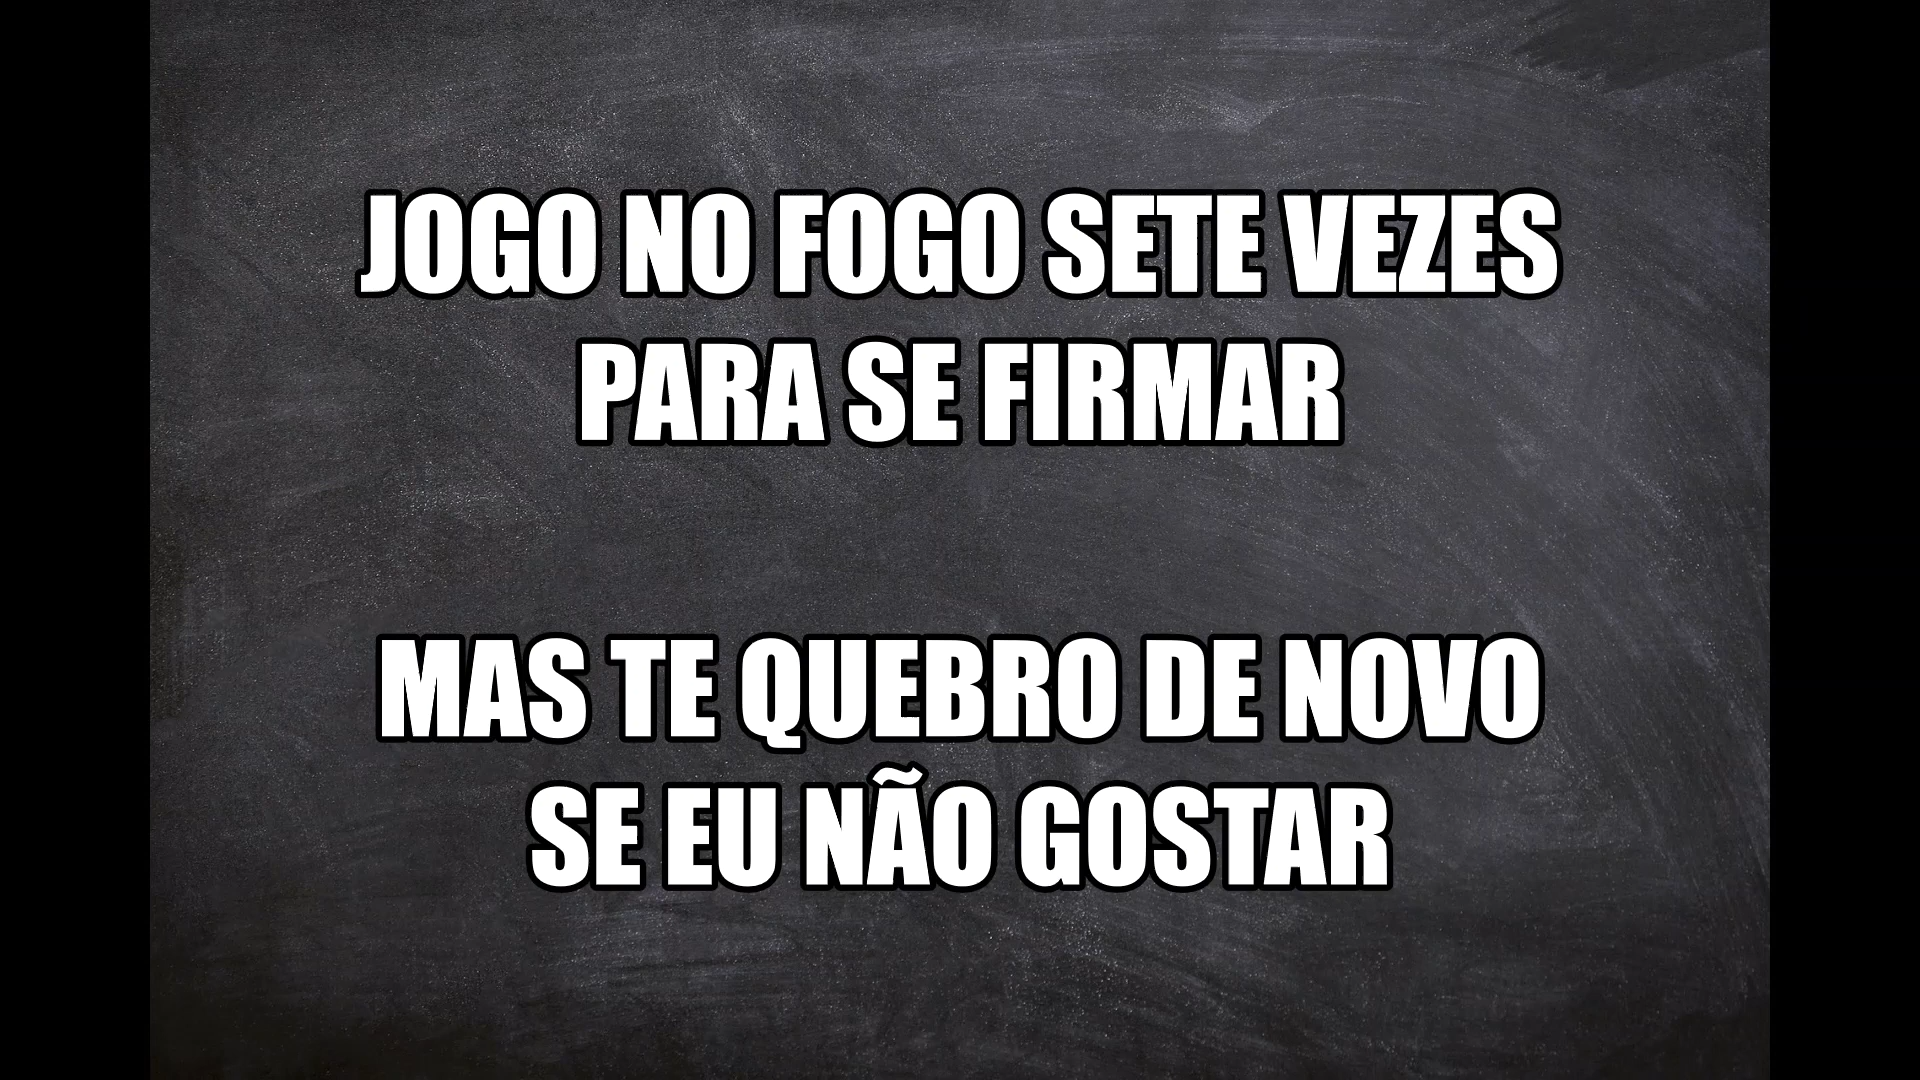 JOGO NO FOGO SETE VEZES
PARA SE FIRMAR
MAS TE QUEBRO DE NOVO
SE EU NÃO GOSTAR